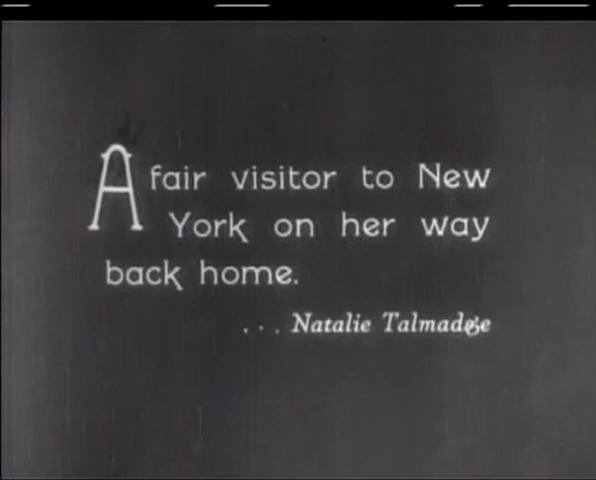 A fair visitor to New
York on her way
back home.
... Natalie Talmadge